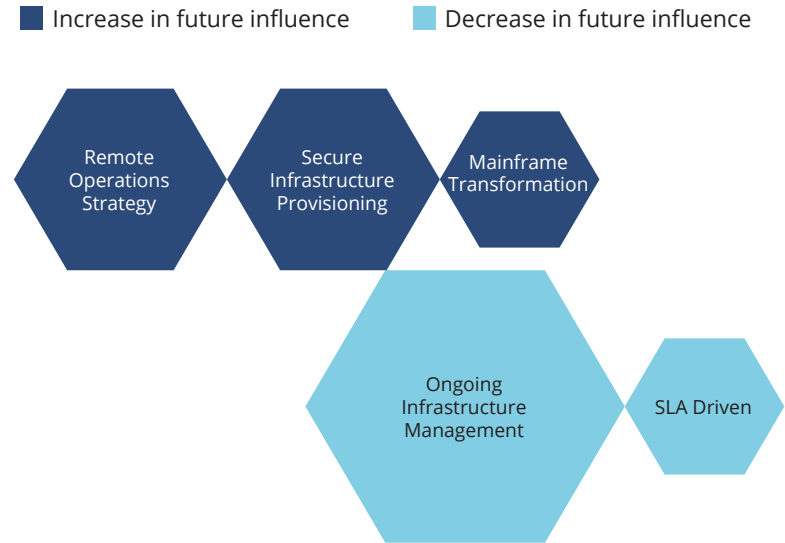 Increase in future influence
Decrease in future influence
Remote
Operations
Strategy
Secure
Infrastructure
Provisioning
Mainframe
Transformation
Ongoing
Infrastructure
Management
SLA Driven